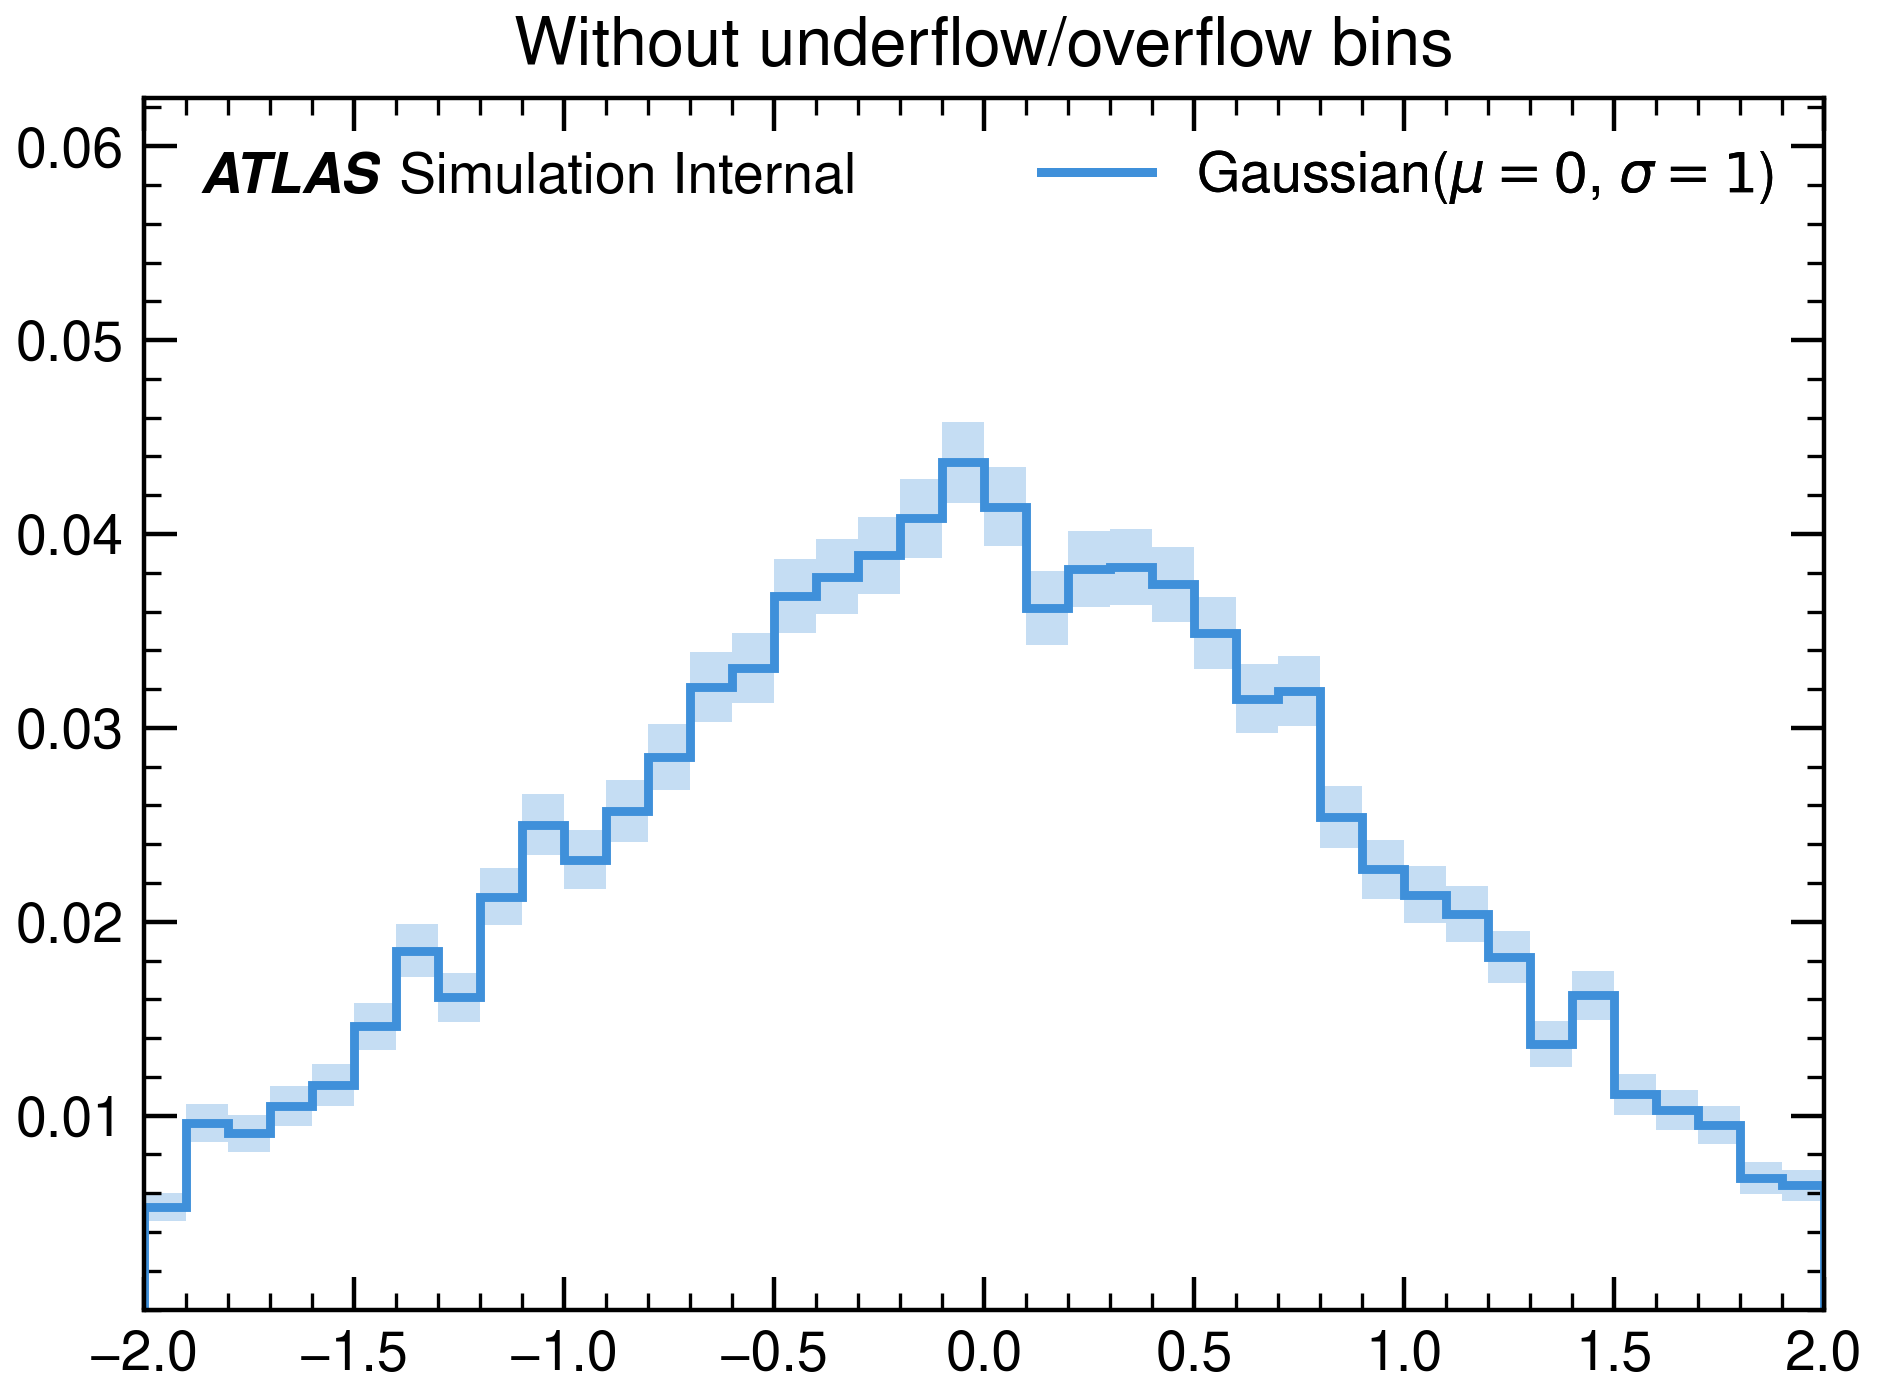 Without underflow/overflow bins
ATLAS Simulation Internal
Gaussian(μ = 0, σ = 1)
0.06
0.05
0.04
0.03
0.02
0.01
−2.0 −1.5 −1.0 −0.5 0.0 0.5 1.0 1.5 2.0